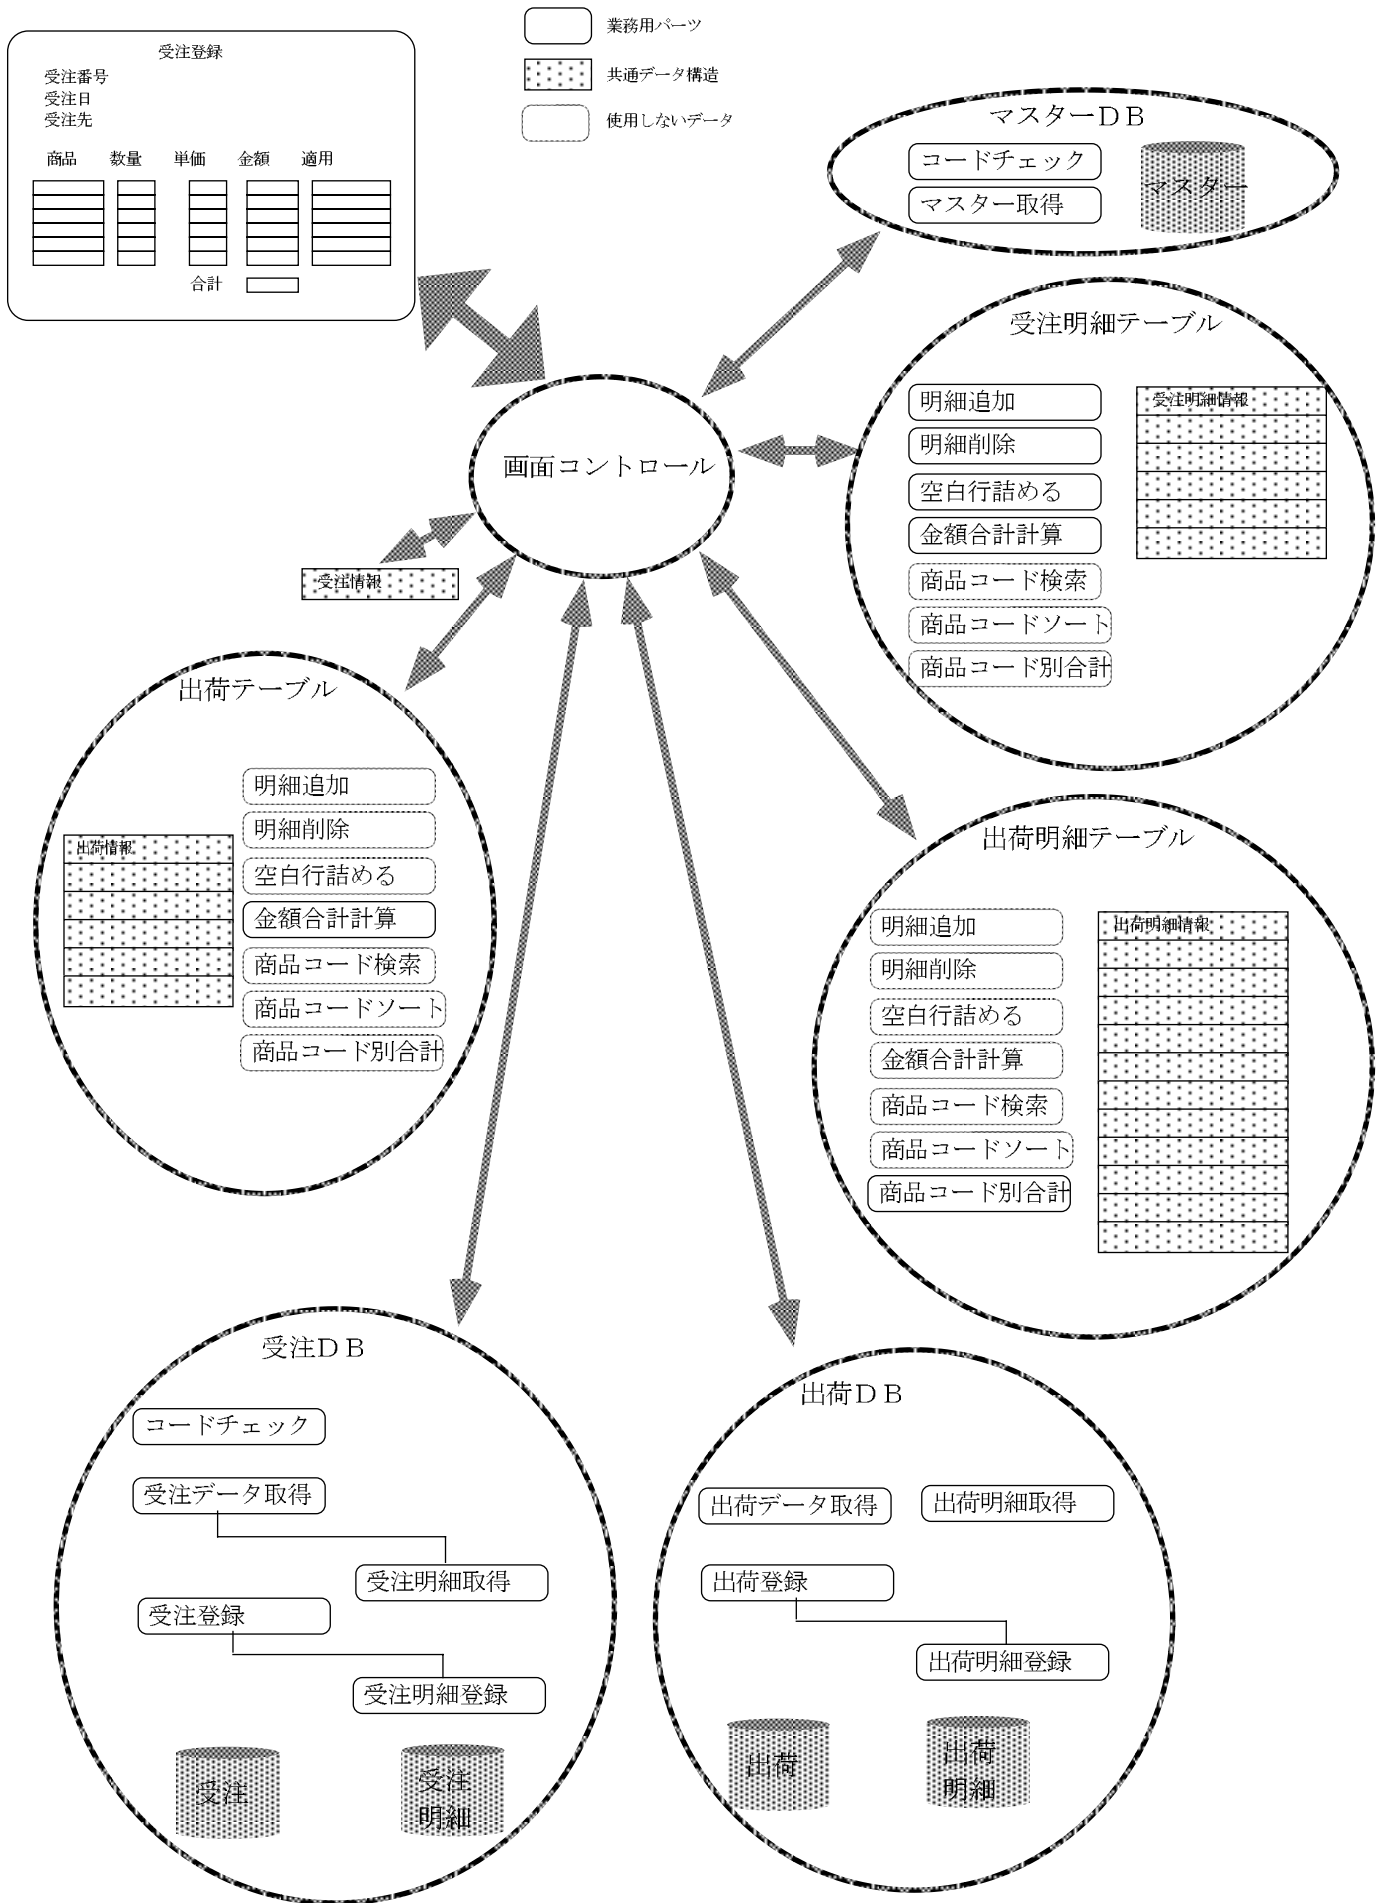 受注登録
受注番号
受注日
受注先
商品 数量 単価 金額 適用
合計
業務用パーツ
共通データ構造
使用しないデータ
マスターＤＢ
コードチェック
マスター取得
マスター
受注明細テーブル
明細追加
明細削除
空白行詰める
金額合計計算
商品コード検索
商品コードソート
商品コード別合計
受注明細情報
画面コントロール
受注情報
出荷テーブル
出荷情報
明細追加
明細削除
空白行詰める
金額合計計算
商品コード検索
商品コードソート
商品コード別合計
出荷明細テーブル
明細追加
明細削除
空白行詰める
金額合計計算
商品コード検索
商品コードソート
商品コード別合計
出荷明細情報
受注ＤＢ
コードチェック
受注データ取得
受注明細取得
受注登録
受注明細登録
受注
受注
明細
出荷ＤＢ
出荷データ取得
出荷明細取得
出荷登録
出荷明細登録
出荷
出荷
明細